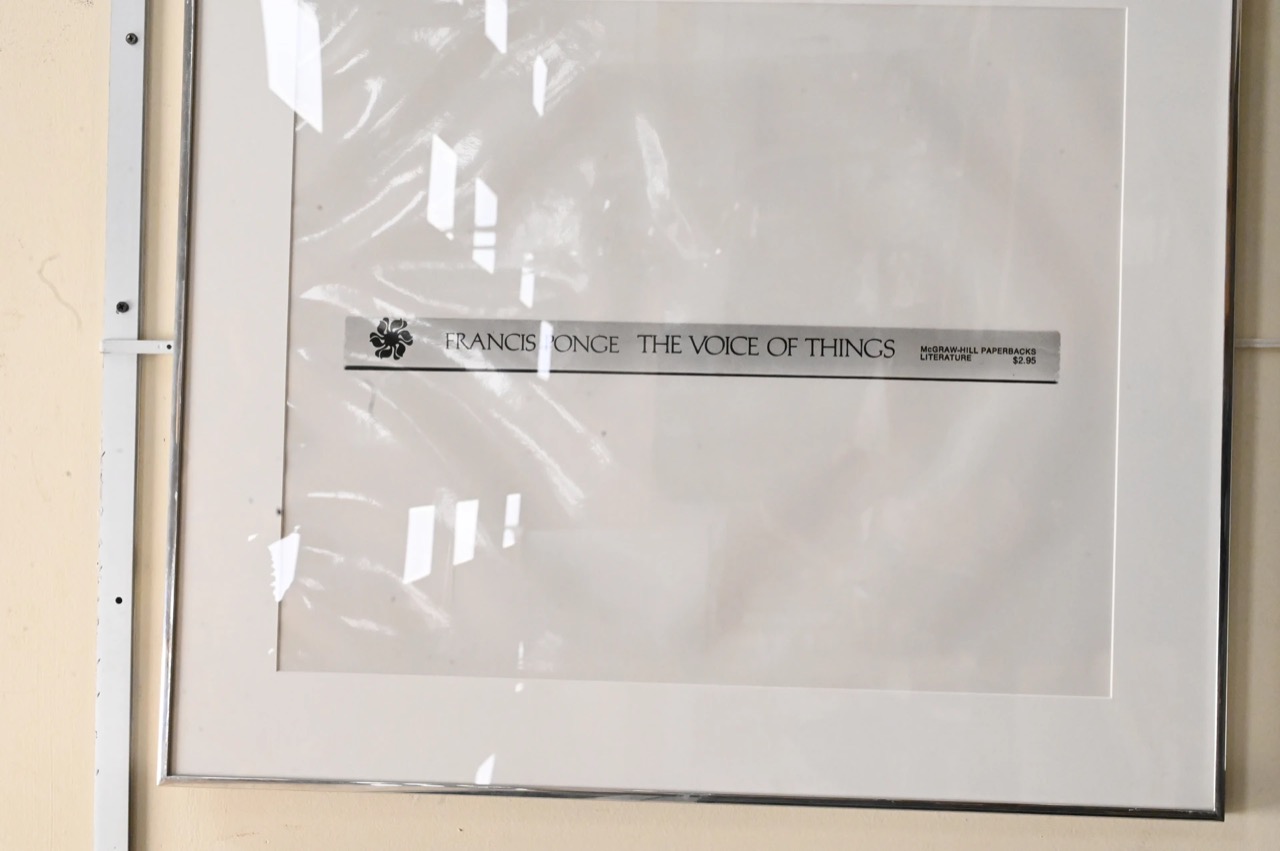 FRANCIS PONGE THE VOICE OF THINGS
McGRAW-HILL PAPERBACKS
LITERATURE $2.95